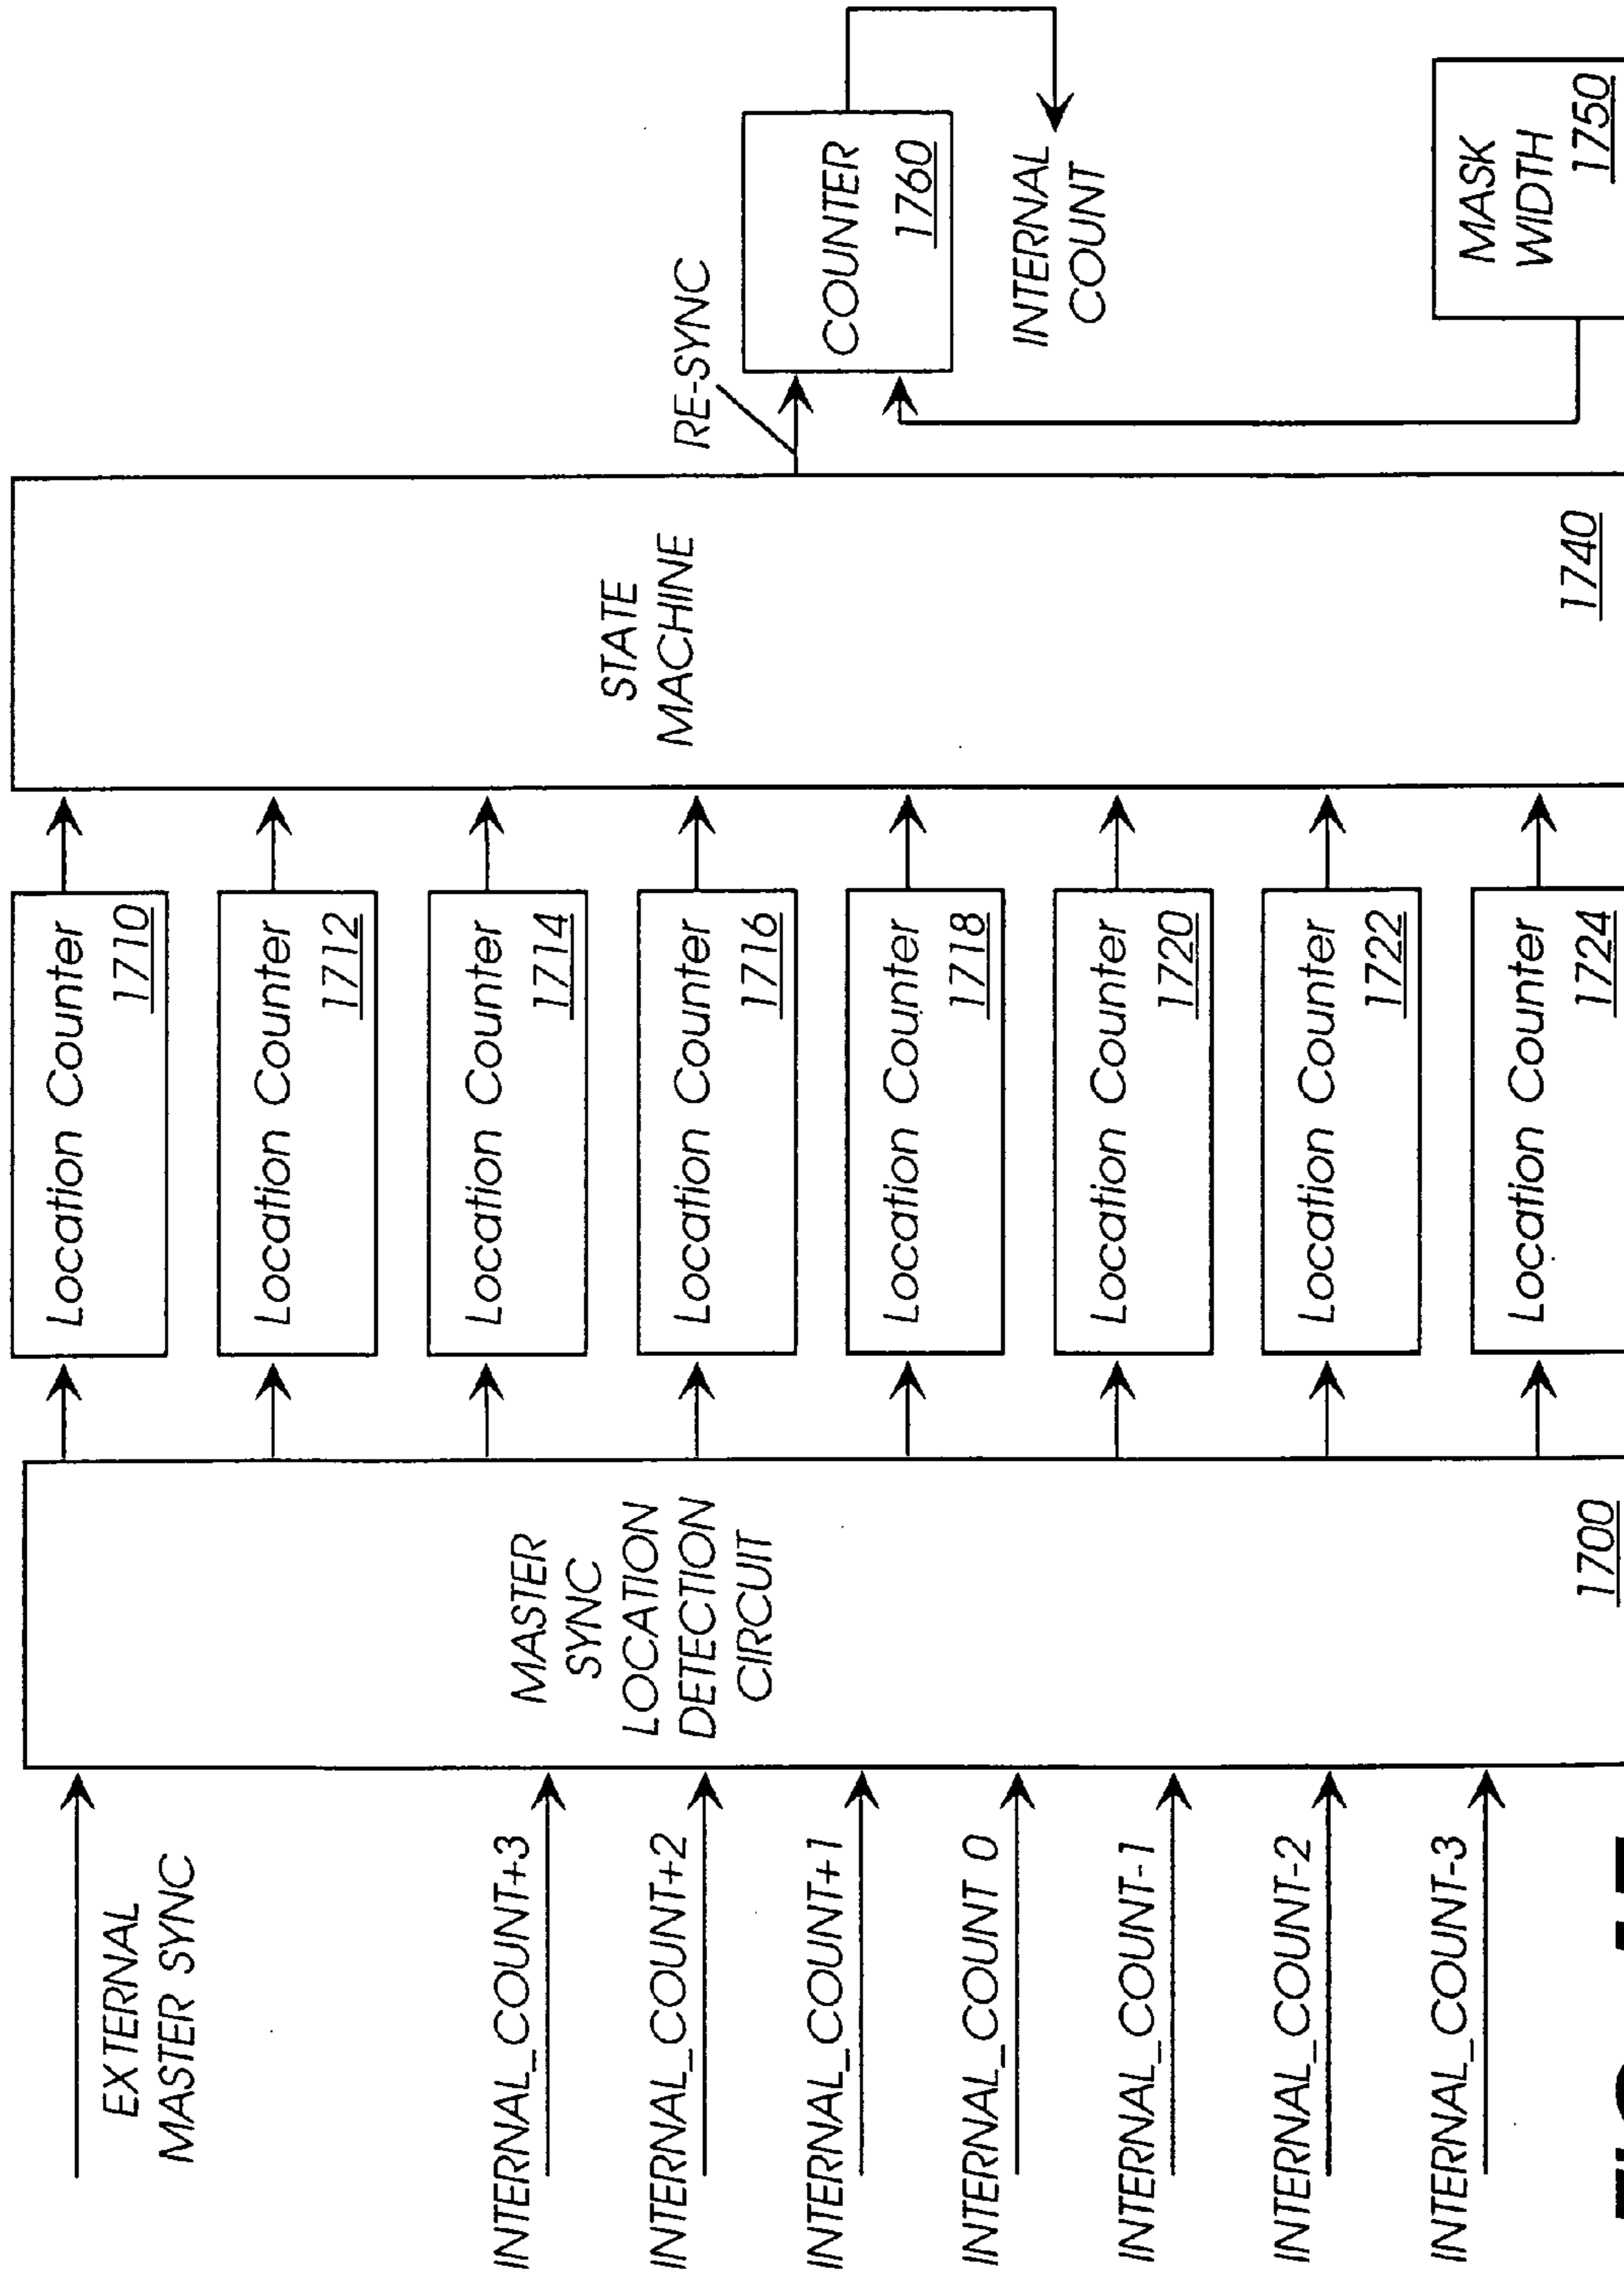 EXTERNAL
MASTER SYNC
INTERNAL_COUNT+3
INTERNAL_COUNT+2
INTERNAL_COUNT+1
INTERNAL_COUNT 0
INTERNAL_COUNT-1
INTERNAL_COUNT-2
INTERNAL_COUNT-3
MASTER
SYNC
LOCATION
DETECTION
CIRCUIT
1700
Location Counter
1710
Location Counter
1712
Location Counter
1714
Location Counter
1716
Location Counter
1718
Location Counter
1720
Location Counter
1722
Location Counter
1724
STATE
MACHINE
1740
RE-SYNC
COUNTER
1760
INTERNAL
COUNT
MASK
WIDTH
1750